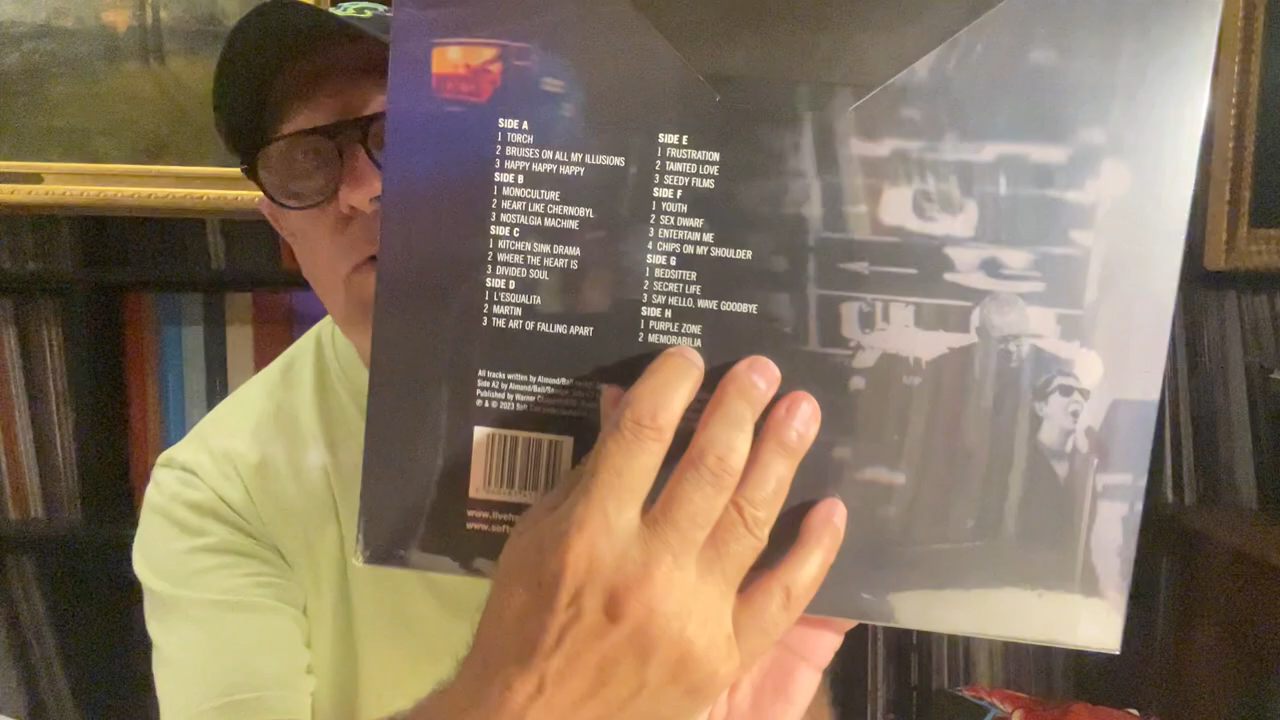 SIDE A
1 TORCH
2 BRUISES ON ALL MY ILLUSIONS
3 HAPPY HAPPY HAPPY
SIDE B
1 MONOCULTURE
2 HEART LIKE CHERNOBYL
3 NOSTALGIA MACHINE
SIDE C
1 KITCHEN SINK DRAMA
2 WHERE THE HEART IS
3 DIVIDED SOUL
SIDE D
1 L'ESQUALITA
2 MARTIN
3 THE ART OF FALLING APART
SIDE E
1 FRUSTRATION
2 TAINTED LOVE
3 SEEDY FILMS
SIDE F
1 YOUTH
2 SEX DWARF
3 ENTERTAIN ME
4 CHIPS ON MY SHOULDER
SIDE G
1 BEDSITTER
2 SECRET LIFE
3 SAY HELLO, WAVE GOODBYE
SIDE H
1 PURPLE ZONE
2 MEMORABILIA
All tracks written by Almond/Ball
Side A2 by Almond/Ball/
Published by Warner
℗ & © 2023 Soft